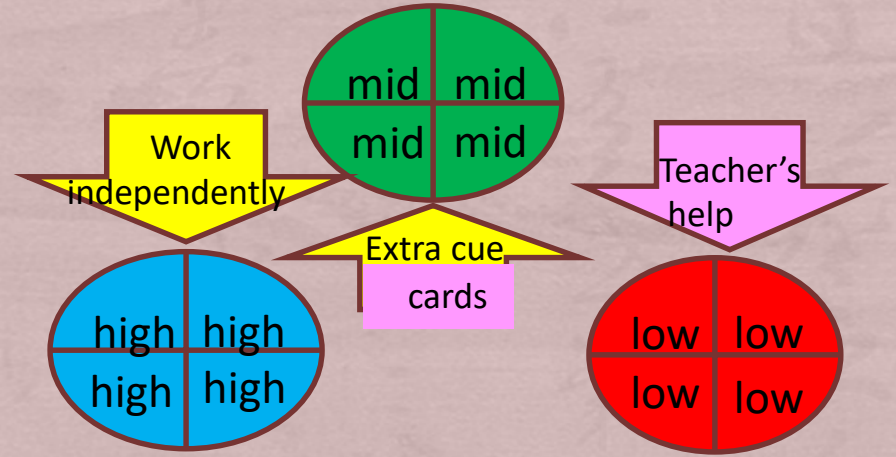 mid mid
mid mid
Work
independently
Teacher's
help
Extra cue
cards
high high
high high
low low
low low